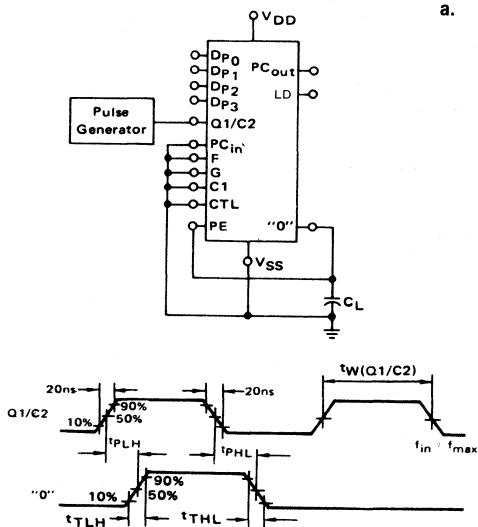 a.
VDD
DP0
DP1
DP2
DP3
PCout
LD
Pulse
Generator
Q1/C2
PCin
F
G
C1
CTL
PE
"0"
VSS
CL
20ns
20ns
tW(Q1/C2)
Q1/C2
10%
90%
50%
tPLH
tPHL
fin fmax
"0"
10%
90%
50%
tTLH
tTHL